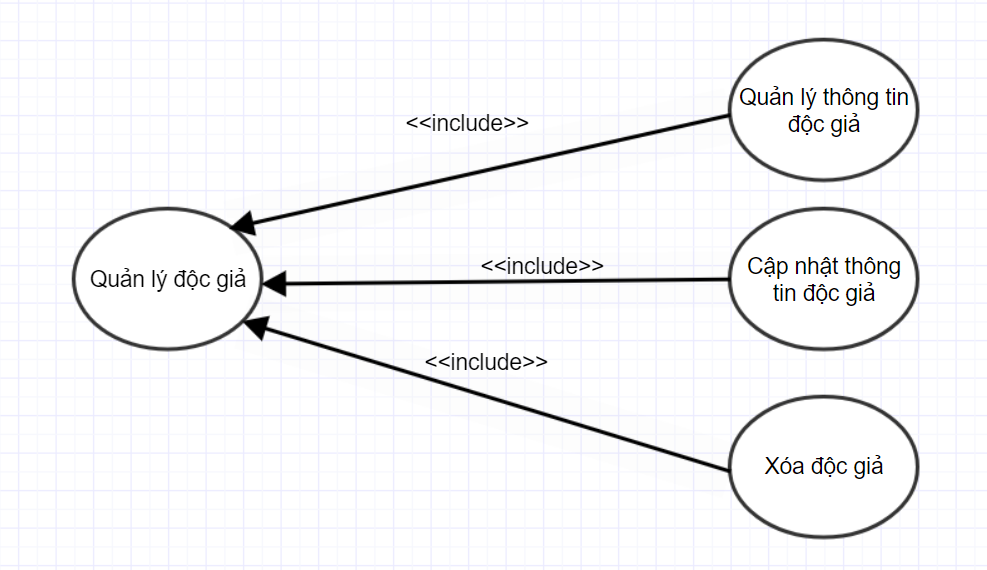 Quản lý thông tin
độc giả
<<include>>
Quản lý độc giả
<<include>>
Cập nhật thông
tin độc giả
<<include>>
Xóa độc giả